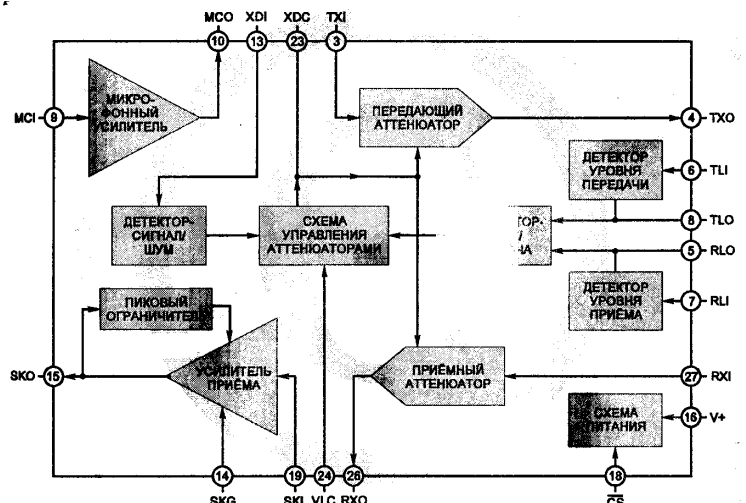 MCO XDI XDC TXI
10 13 23 3
MCI 9
МИКРО-
ФОННЫЙ
УСИЛИТЕЛЬ
ПЕРЕДАЮЩИЙ
АТТЕНЮАТОР
4 TXO
ДЕТЕКТОР
УРОВНЯ
ПЕРЕДАЧИ
6 TLI
ДЕТЕКТОР-
СИГНАЛ/
ШУМ
СХЕМА
УПРАВЛЕНИЯ
АТТЕНЮАТОРАМИ
ТОР-
/
НА
8 TLO
5 RLO
ДЕТЕКТОР
УРОВНЯ
ПРИЁМА
7 RLI
ПИКОВЫЙ
ОГРАНИЧИТЕЛЬ
УСИЛИТЕЛЬ
ПРИЁМА
SKO 15
ПРИЁМНЫЙ
АТТЕНЮАТОР
27 RXI
СХЕМА
ПИТАНИЯ
16 V+
14 19 24 26 18
SKG SKI VLC RXO CS